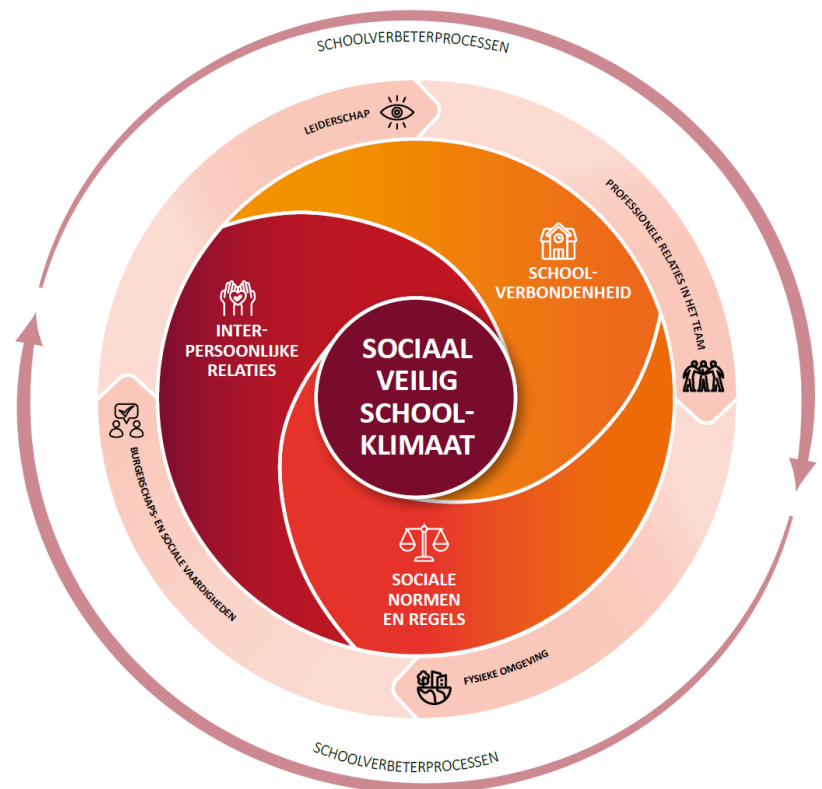 SCHOOLVERBETERPROCESSEN
LEIDERSCHAP
PROFESSIONELE RELATIES IN HET TEAM
SCHOOL-
VERBONDENHEID
INTER-
PERSOONLIJKE
RELATIES
SOCIAAL
VEILIG
SCHOOL-
KLIMAAT
BURGERSCHAPS- EN SOCIALE VAARDIGHEDEN
SOCIALE
NORMEN
EN REGELS
FYSIEKE OMGEVING
SCHOOLVERBETERPROCESSEN